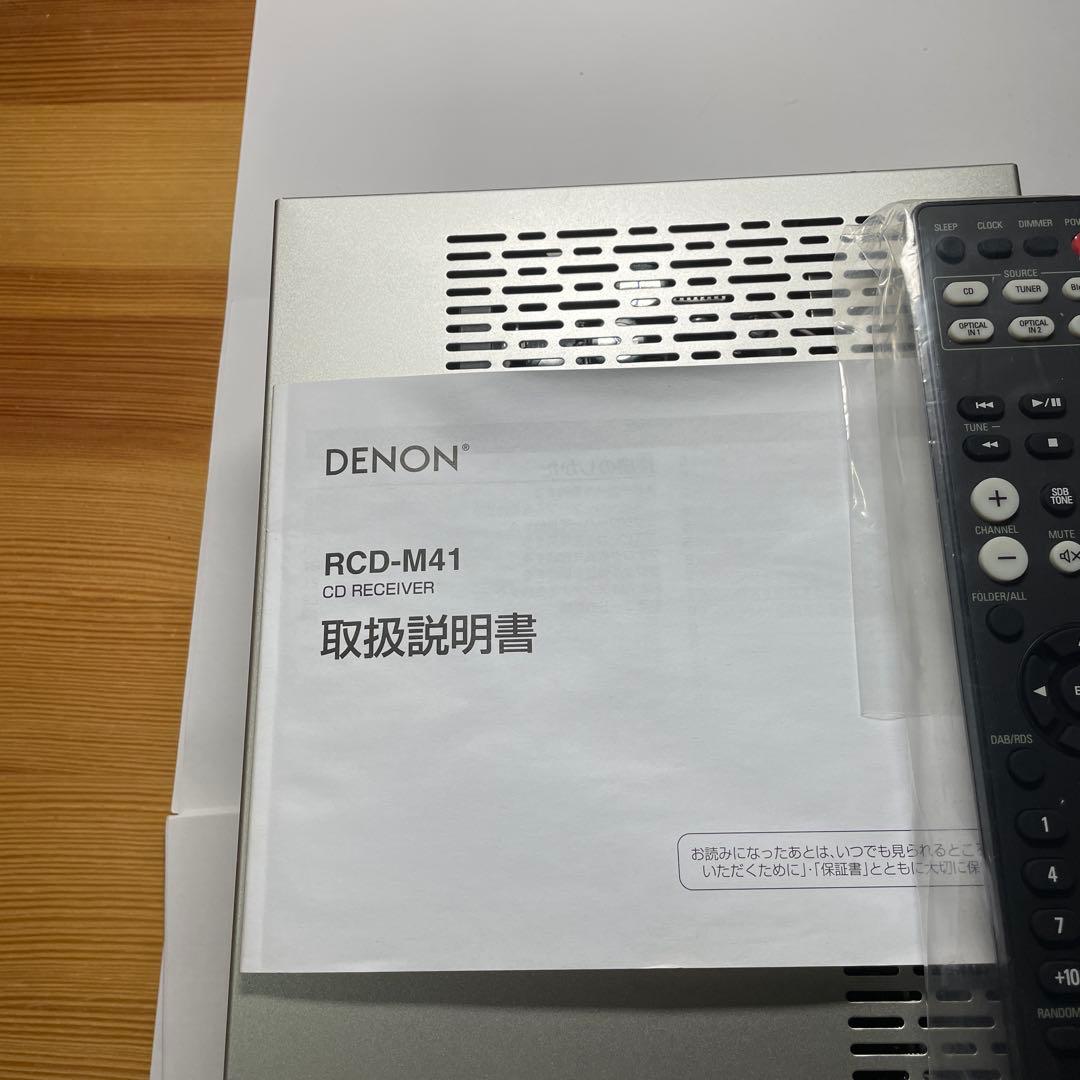 DENON®
RCD-M41
CD RECEIVER
取扱説明書
お読みになったあとは、いつでも見られるところ
いただくために」・「保証書」とともに大切に保
SLEEP CLOCK DIMMER POW
SOURCE
CD TUNER Bl
OPTICAL IN 1 OPTICAL IN 2
TUNE
+ SDB TONE
CHANNEL MUTE
−
FOLDER/ALL
E
DAB/RDS
1
4
7
+10
RANDOM